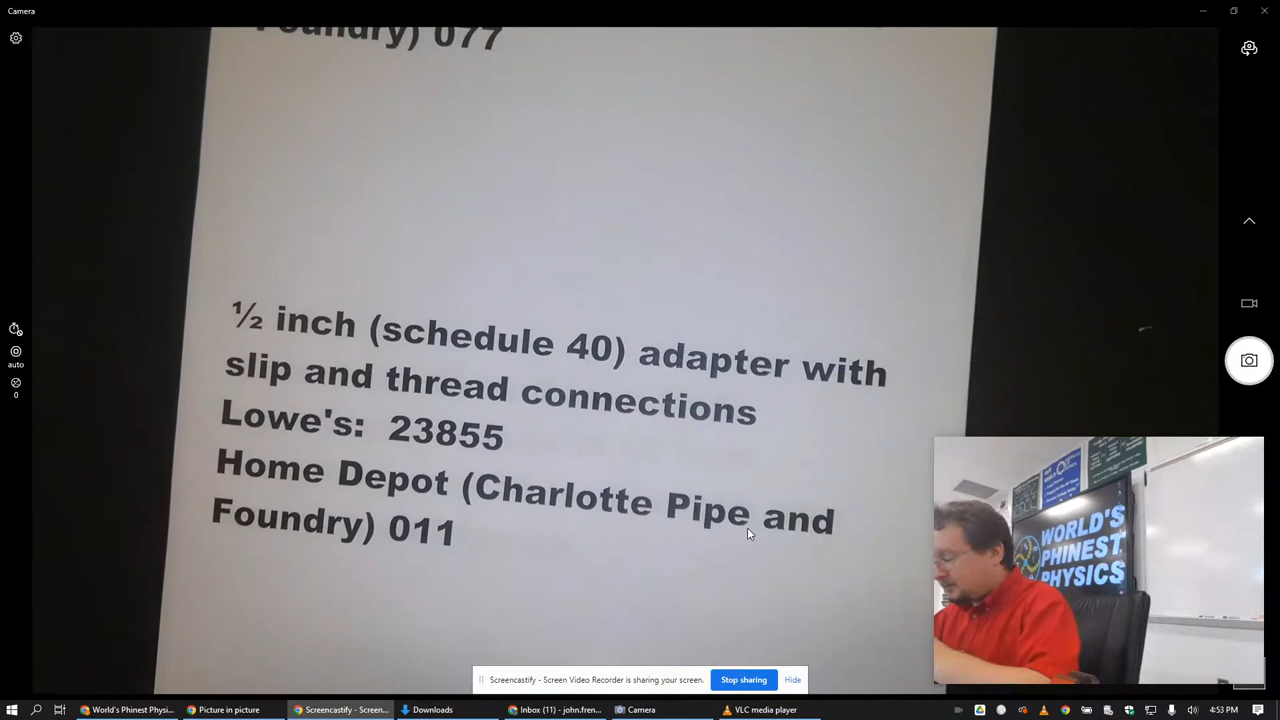 Camera
Foundry) 077
½ inch (schedule 40) adapter with
slip and thread connections
Lowe's:  23855
Home Depot (Charlotte Pipe and
Foundry) 011
auto
0
WORLD'S
PHINEST
PHYSICS
Screencastify - Screen Video Recorder is sharing your screen.
Stop sharing
Hide
World's Phinest Physi...
Picture in picture
Screencastify - Screen...
Downloads
Inbox (11) - john.fren...
Camera
VLC media player
4:53 PM